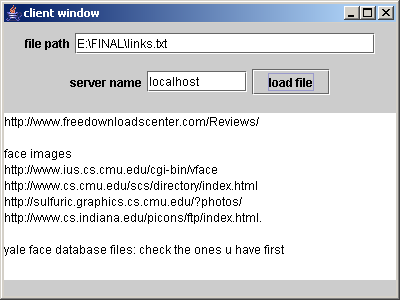 client window
file path E:\FINAL\links.txt
server name localhost load file
http://www.freedownloadscenter.com/Reviews/
face images
http://www.ius.cs.cmu.edu/cgi-bin/vface
http://www.cs.cmu.edu/scs/directory/index.html
http://sulfuric.graphics.cs.cmu.edu/?photos/
http://www.cs.indiana.edu/picons/ftp/index.html.
yale face database files: check the ones u have first